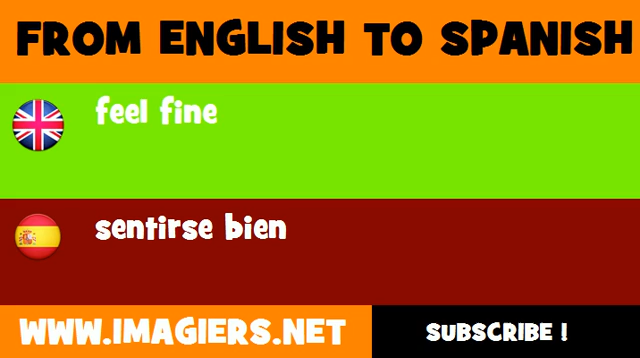 FROM ENGLISH TO SPANISH
feel fine
sentirse bien
WWW.IMAGIERS.NET
SUBSCRIBE !